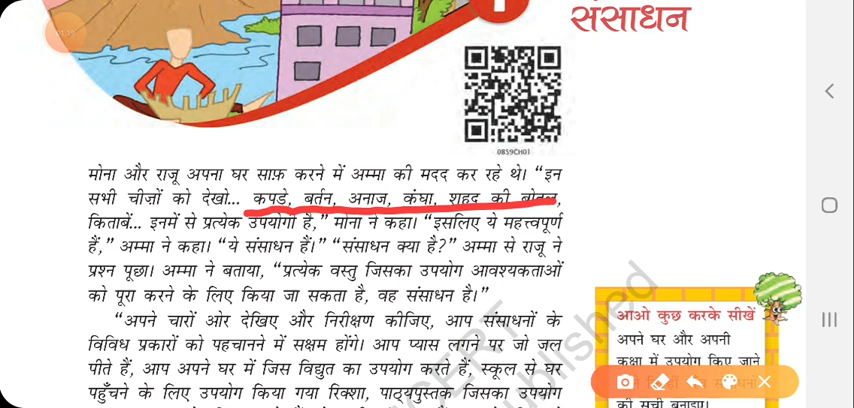 1
संसाधन
0859CH01
मोना और राजू अपना घर साफ़ करने में अम्मा की मदद कर रहे थे। “इन
सभी चीज़ों को देखो... कपड़े, बर्तन, अनाज, कंघा, शहद की बोतल,
किताबें... इनमें से प्रत्येक उपयोगी है,” मोना ने कहा। “इसलिए ये महत्त्वपूर्ण
हैं,” अम्मा ने कहा। “ये संसाधन हैं।” “संसाधन क्या है?” अम्मा से राजू ने
प्रश्न पूछा। अम्मा ने बताया, “प्रत्येक वस्तु जिसका उपयोग आवश्यकताओं
को पूरा करने के लिए किया जा सकता है, वह संसाधन है।”
“अपने चारों ओर देखिए और निरीक्षण कीजिए, आप संसाधनों के
विविध प्रकारों को पहचानने में सक्षम होंगे। आप प्यास लगने पर जो जल
पीते हैं, आप अपने घर में जिस विद्युत का उपयोग करते हैं, स्कूल से घर
पहुँचने के लिए उपयोग किया गया रिक्शा, पाठ्यपुस्तक जिसका उपयोग
आओ कुछ करके सीखें
अपने घर और अपनी
कक्षा में उपयोग किए जाने
की सूची बनाइए।